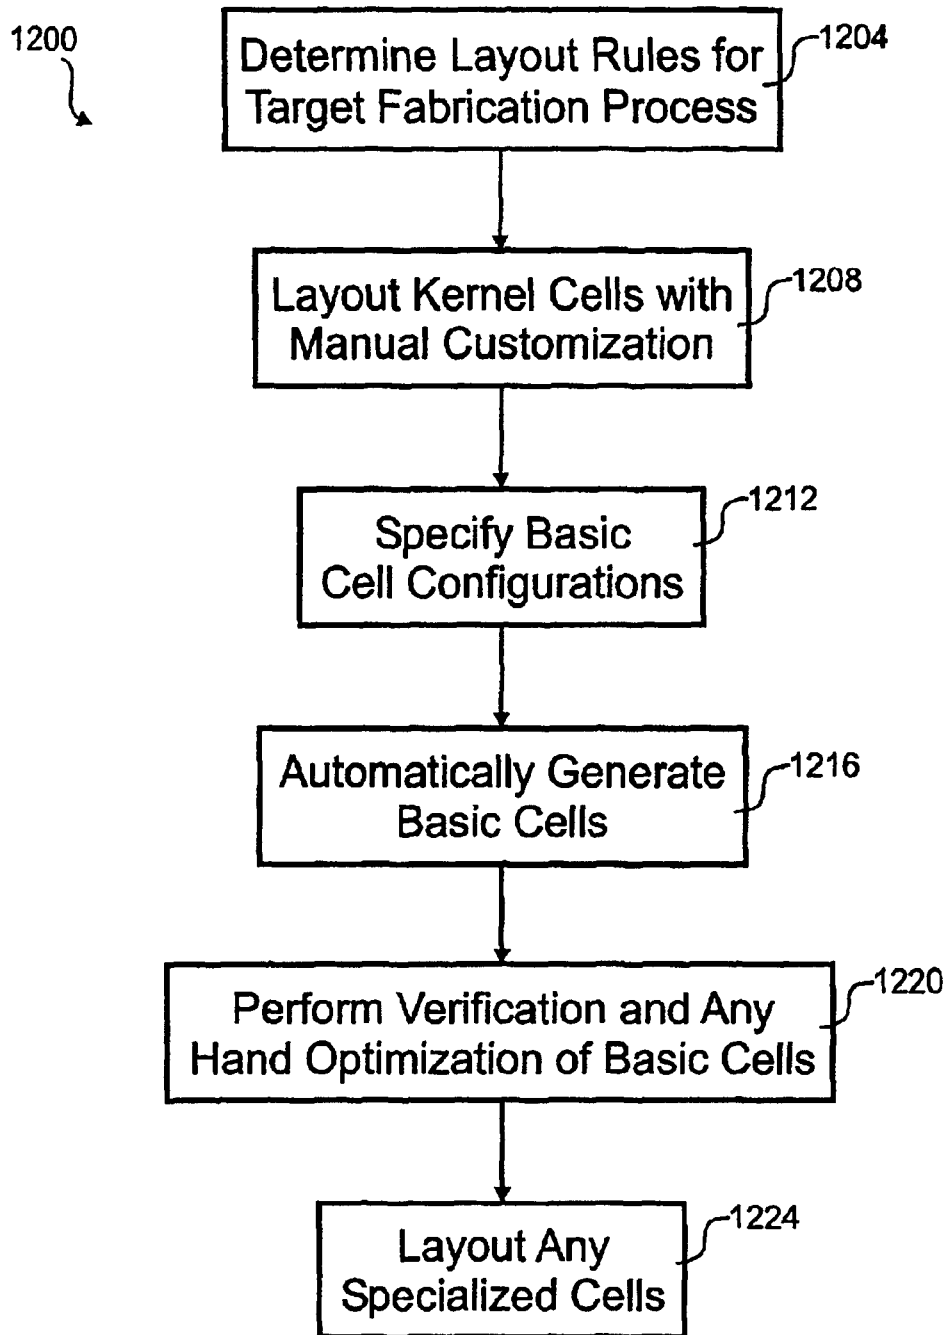 1200
Determine Layout Rules for
Target Fabrication Process
1204
Layout Kernel Cells with
Manual Customization
1208
Specify Basic
Cell Configurations
1212
Automatically Generate
Basic Cells
1216
Perform Verification and Any
Hand Optimization of Basic Cells
1220
Layout Any
Specialized Cells
1224